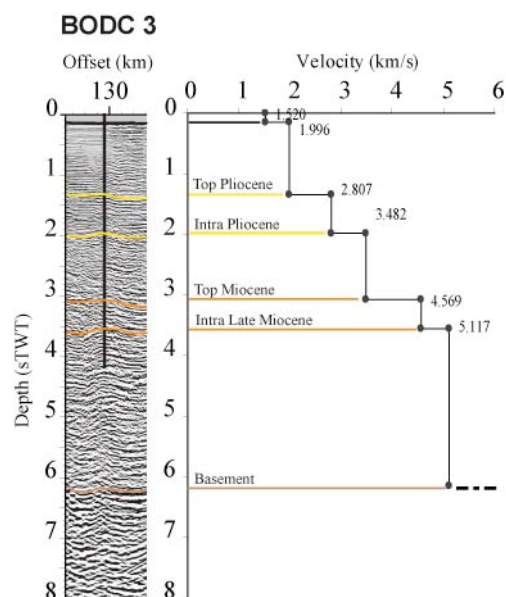 BODC 3
Offset (km)
130
Velocity (km/s)
0 1 2 3 4 5 6
Depth (sTWT)
0
1
2
3
4
5
6
7
8
0
1
2
3
4
5
6
7
8
1.520
1.996
Top Pliocene
2.807
3.482
Intra Pliocene
Top Miocene
4.569
Intra Late Miocene
5.117
Basement